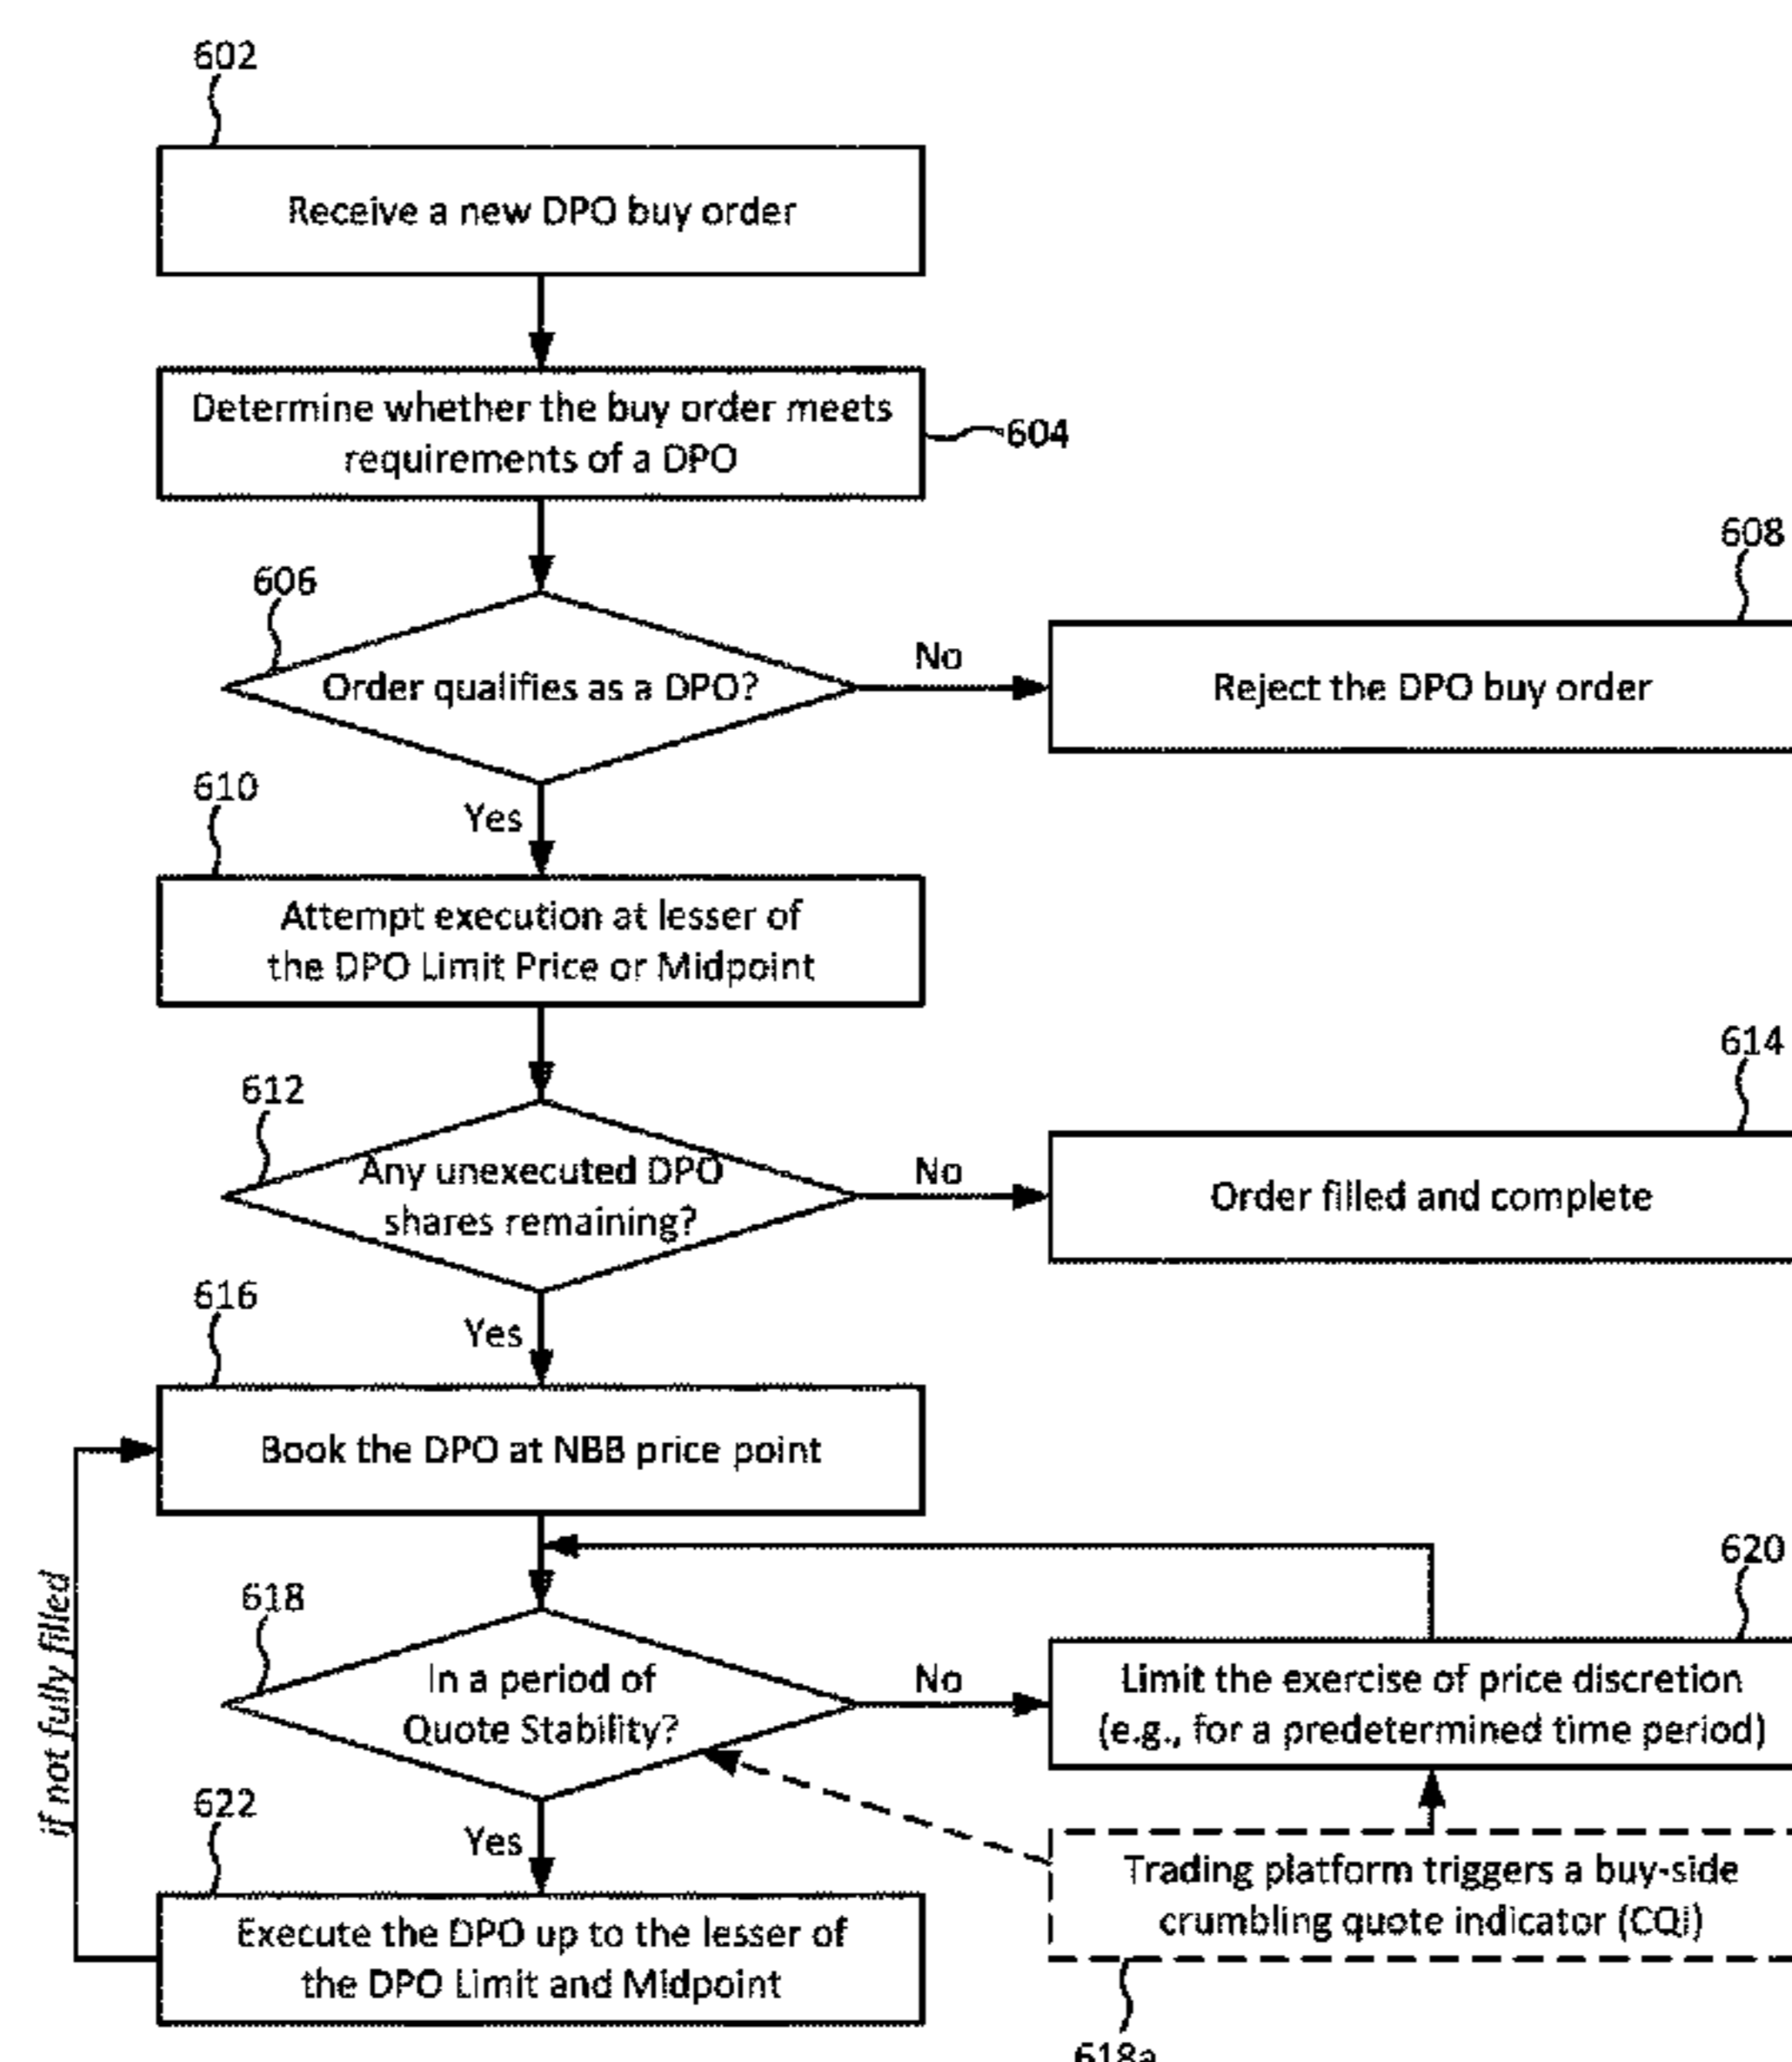 602
Receive a new DPO buy order
Determine whether the buy order meets
requirements of a DPO
604
606
Order qualifies as a DPO?
No
608
Reject the DPO buy order
Yes
610
Attempt execution at lesser of
the DPO Limit Price or Midpoint
612
Any unexecuted DPO
shares remaining?
No
614
Order filled and complete
Yes
616
Book the DPO at NBB price point
618
In a period of
Quote Stability?
No
620
Limit the exercise of price discretion
(e.g., for a predetermined time period)
Yes
622
Execute the DPO up to the lesser of
the DPO Limit and Midpoint
if not fully filled
Trading platform triggers a buy-side
crumbling quote indicator (CQi)
618a